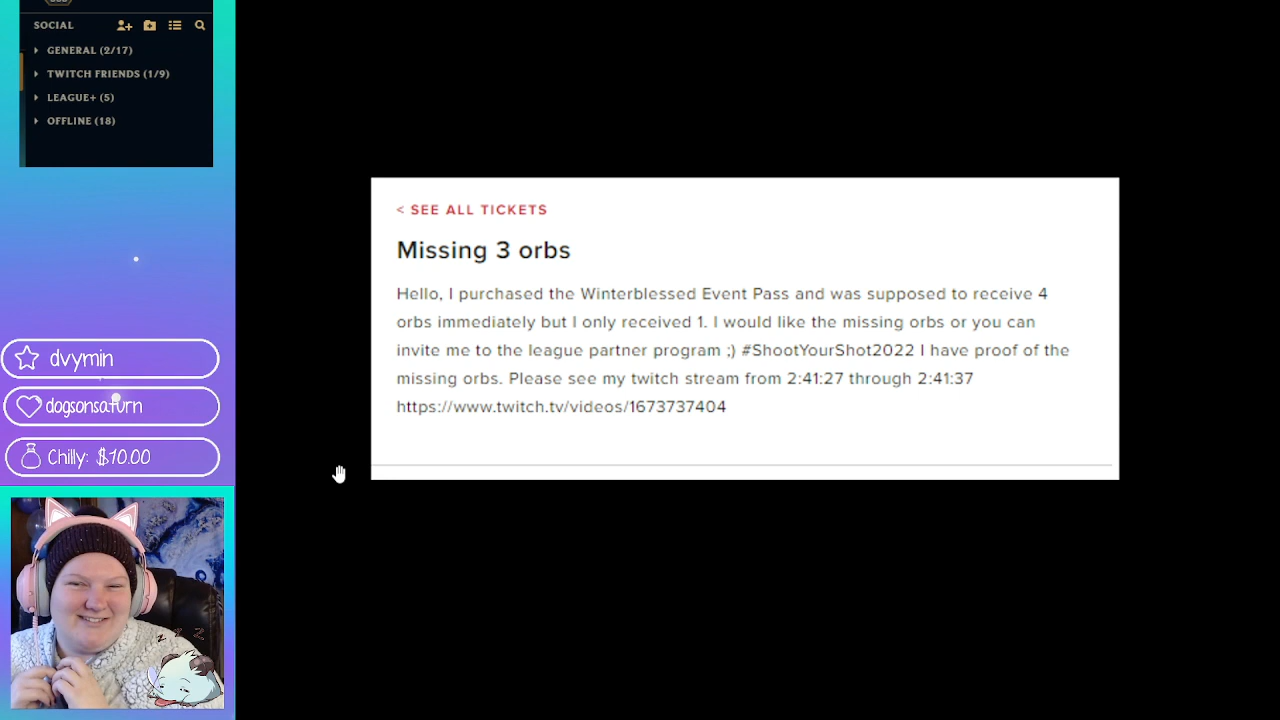 SOCIAL
GENERAL (2/17)
TWITCH FRIENDS (1/9)
LEAGUE+ (5)
OFFLINE (18)
dvymin
dogsonsaturn
Chilly: $10.00
z z z
< SEE ALL TICKETS
Missing 3 orbs
Hello, I purchased the Winterblessed Event Pass and was supposed to receive 4
orbs immediately but I only received 1. I would like the missing orbs or you can
invite me to the league partner program ;) #ShootYourShot2022 I have proof of the
missing orbs. Please see my twitch stream from 2:41:27 through 2:41:37
https://www.twitch.tv/videos/1673737404